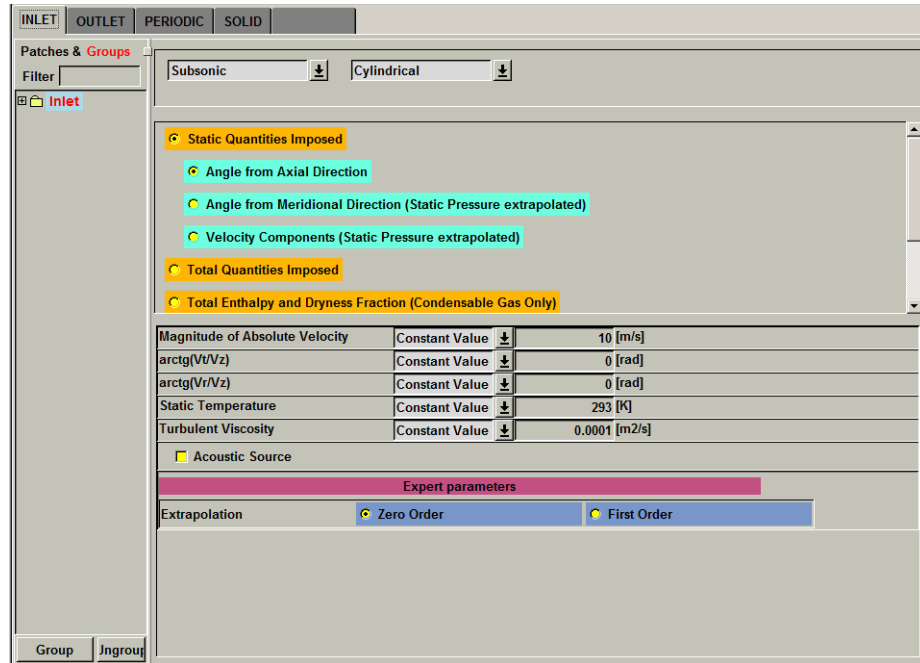 INLET OUTLET PERIODIC SOLID
Patches & Groups
Filter
Inlet
Subsonic Cylindrical
Static Quantities Imposed
Angle from Axial Direction
Angle from Meridional Direction (Static Pressure extrapolated)
Velocity Components (Static Pressure extrapolated)
Total Quantities Imposed
Total Enthalpy and Dryness Fraction (Condensable Gas Only)
Magnitude of Absolute Velocity Constant Value 10 [m/s]
arctg(Vt/Vz) Constant Value 0 [rad]
arctg(Vr/Vz) Constant Value 0 [rad]
Static Temperature Constant Value 293 [K]
Turbulent Viscosity Constant Value 0.0001 [m2/s]
Acoustic Source
Expert parameters
Extrapolation Zero Order First Order
Group Jngroup